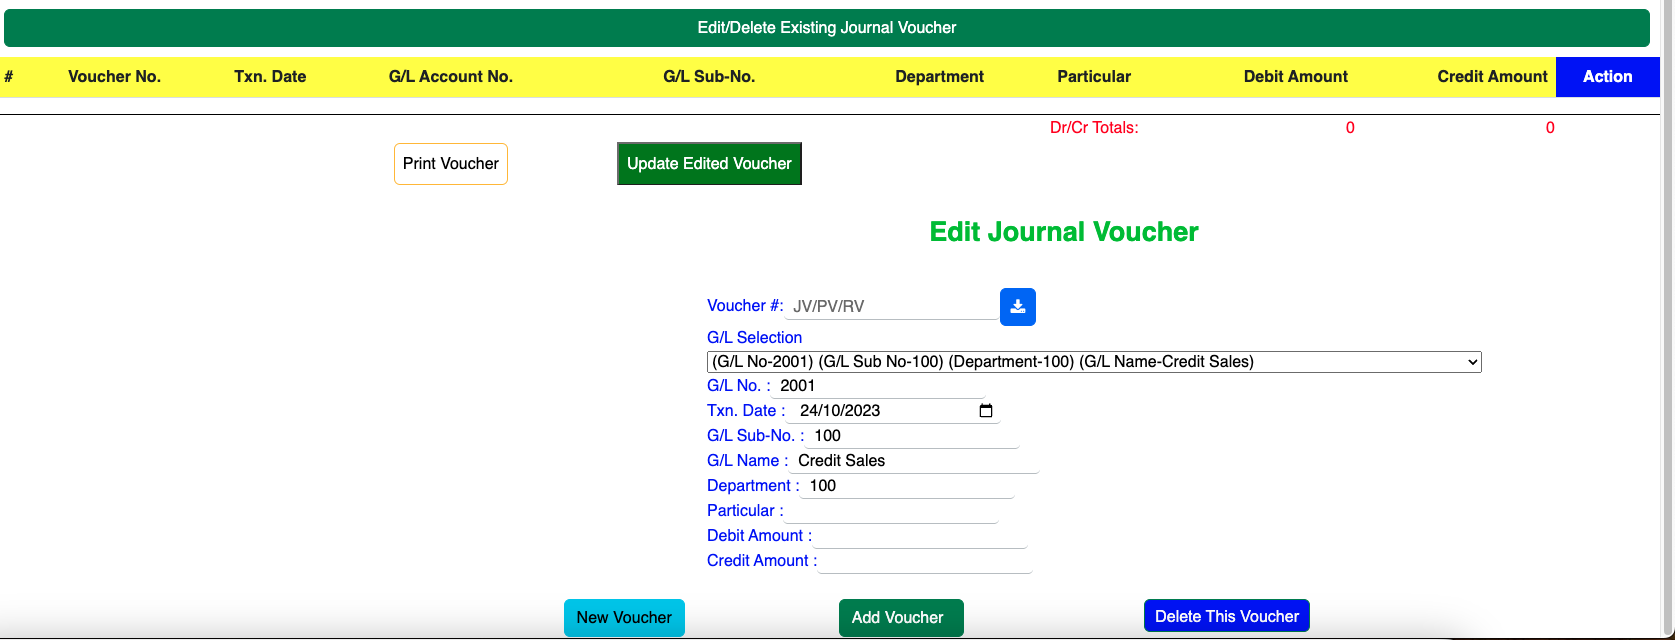 Edit/Delete Existing Journal Voucher
# Voucher No. Txn. Date G/L Account No. G/L Sub-No. Department Particular Debit Amount Credit Amount Action
Dr/Cr Totals: 0 0
Print Voucher Update Edited Voucher
Edit Journal Voucher
Voucher #: JV/PV/RV
G/L Selection
(G/L No-2001) (G/L Sub No-100) (Department-100) (G/L Name-Credit Sales)
G/L No. : 2001
Txn. Date : 24/10/2023
G/L Sub-No. : 100
G/L Name : Credit Sales
Department : 100
Particular :
Debit Amount :
Credit Amount :
New Voucher Add Voucher Delete This Voucher